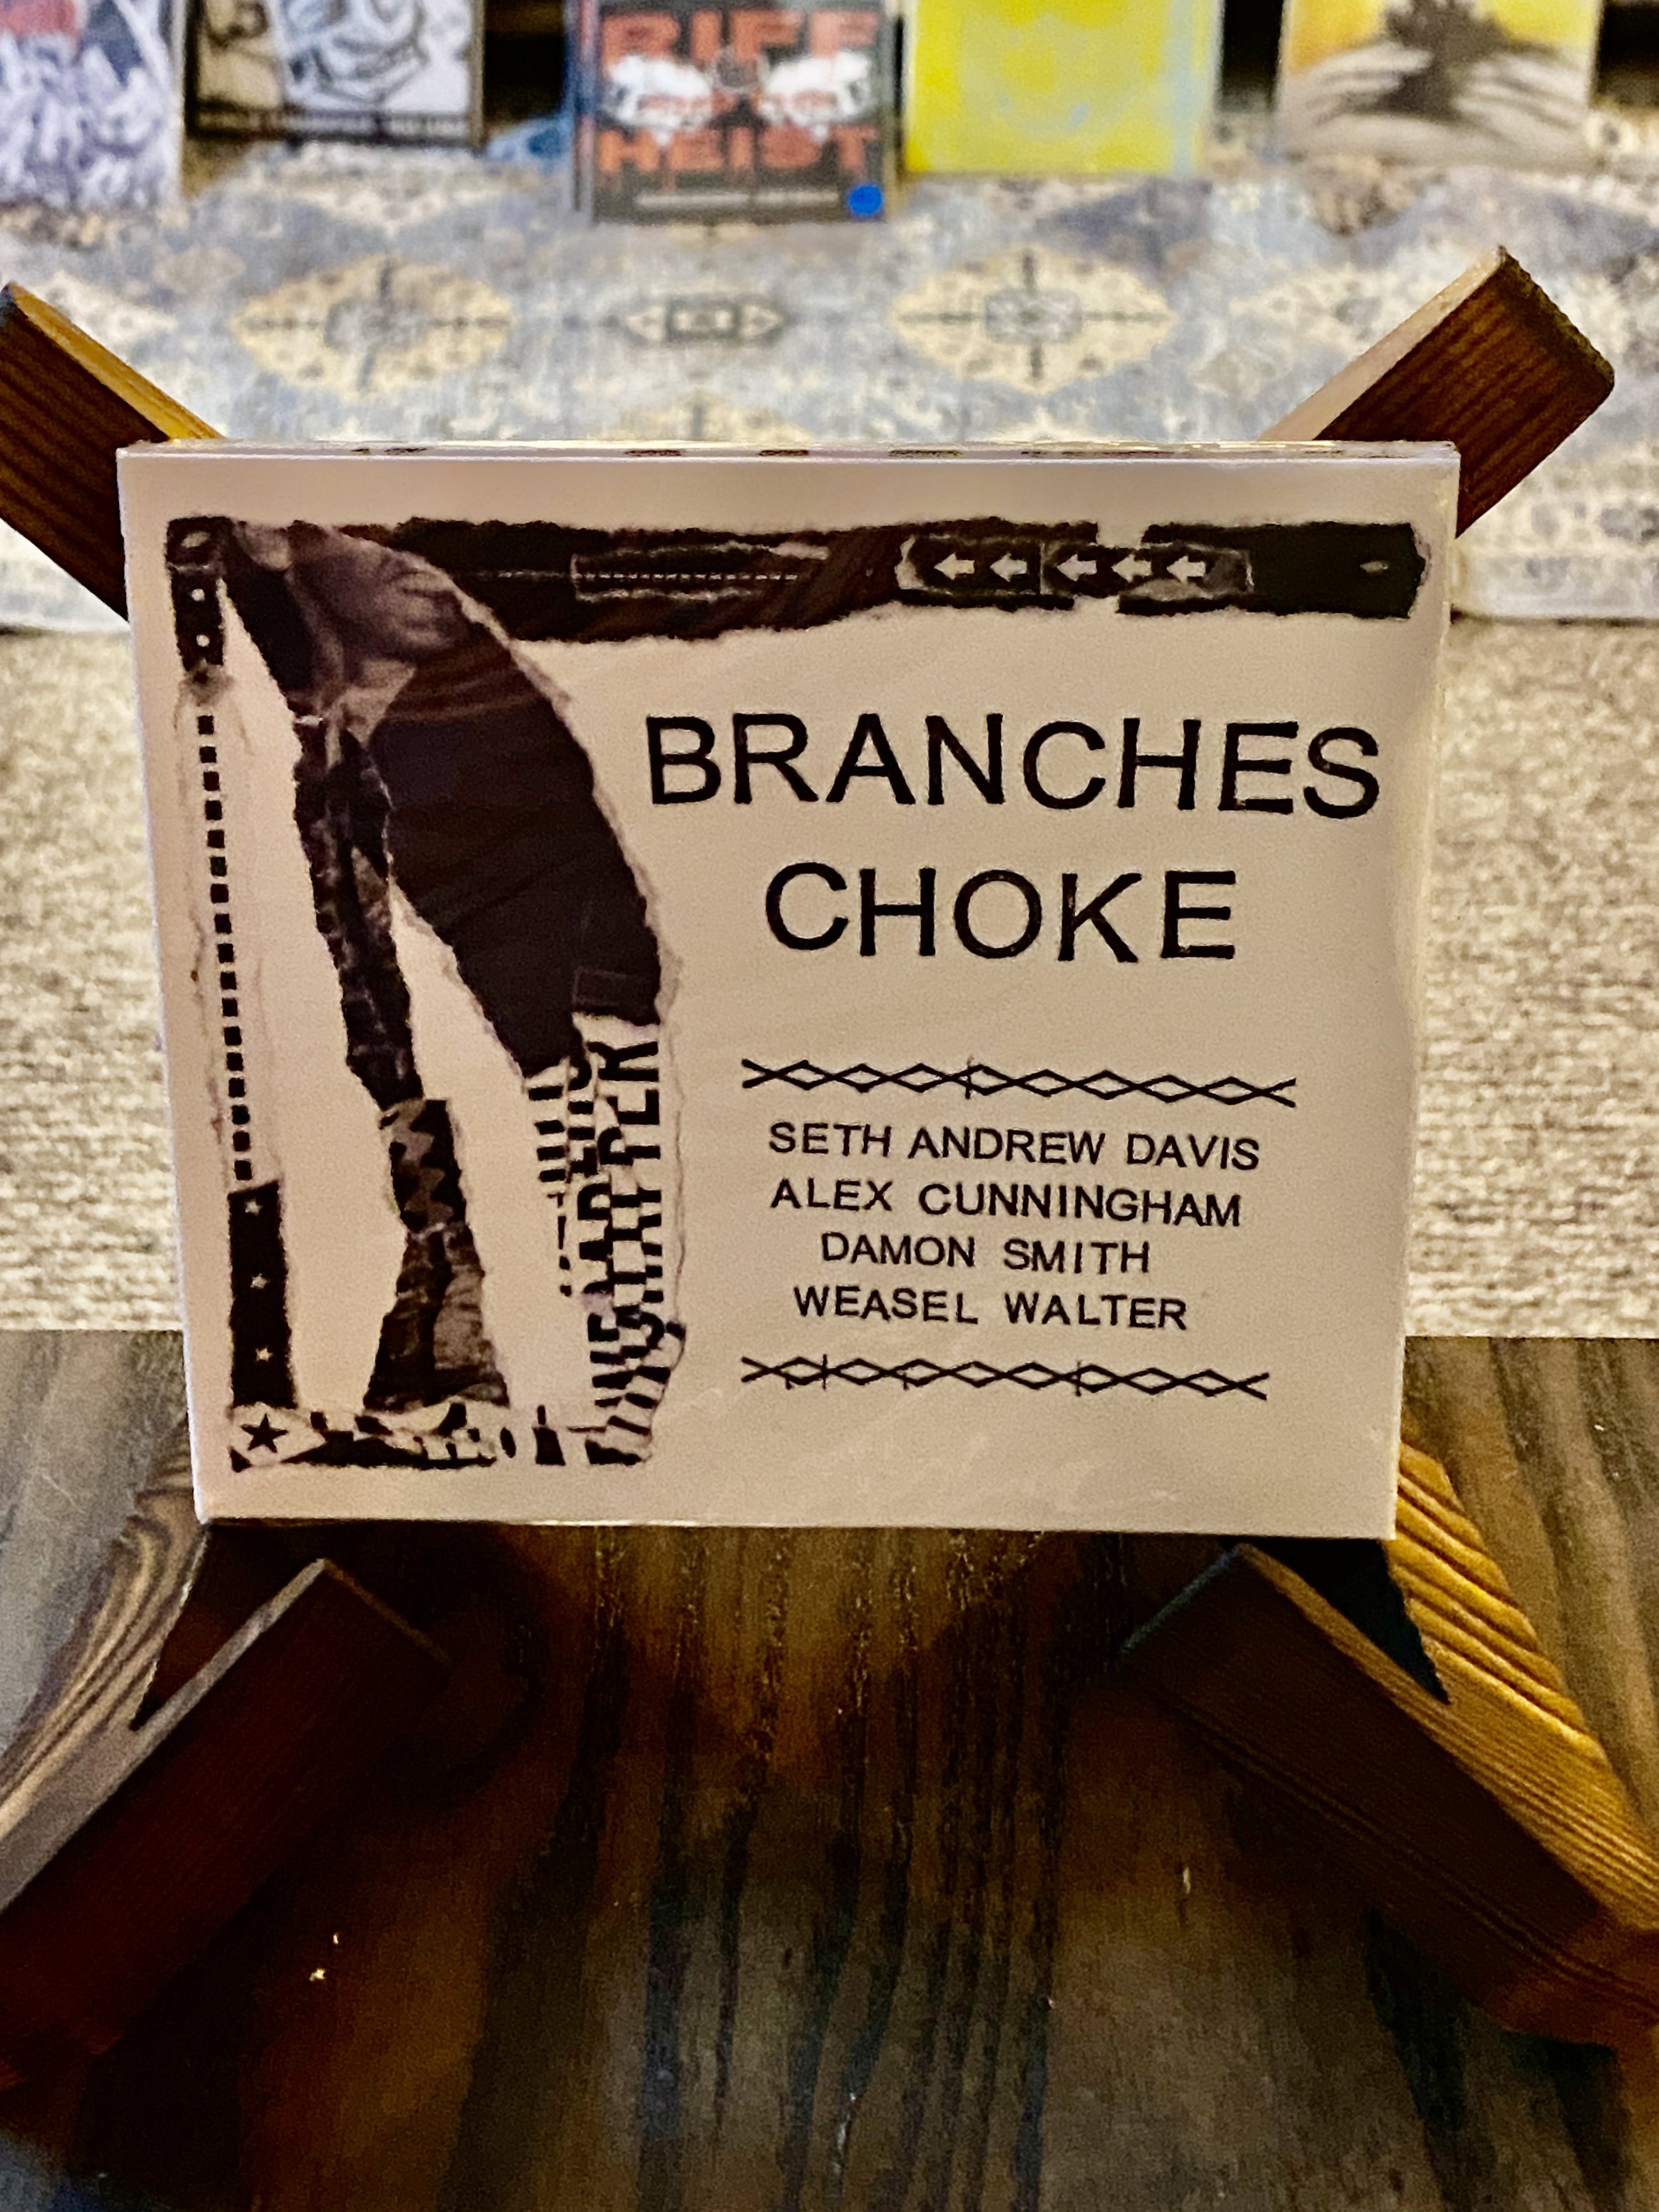 RIFF
HEIST
BRANCHES
CHOKE
SETH ANDREW DAVIS
ALEX CUNNINGHAM
DAMON SMITH
WEASEL WALTER